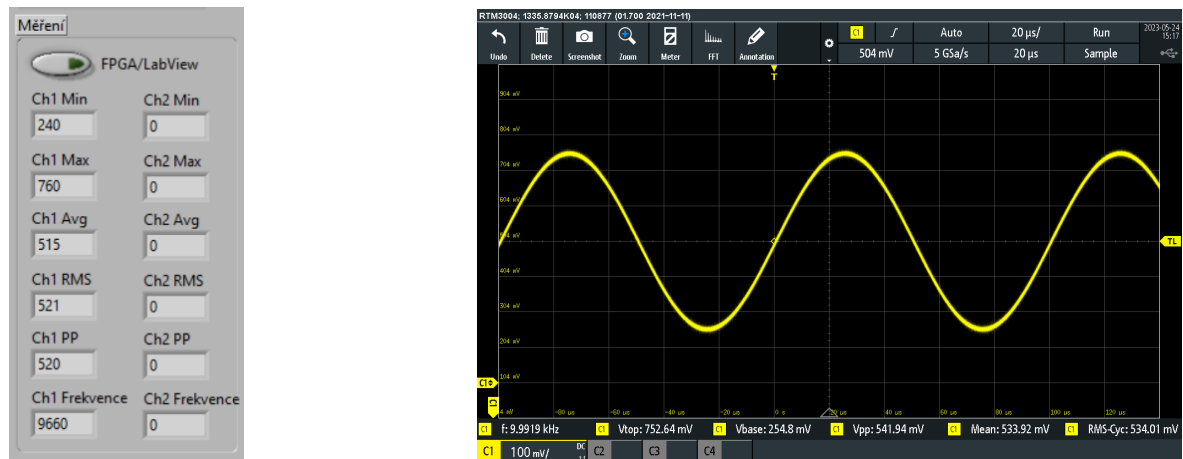 Měření
FPGA/LabView
Ch1 Min Ch2 Min
240 0
Ch1 Max Ch2 Max
760 0
Ch1 Avg Ch2 Avg
515 0
Ch1 RMS Ch2 RMS
521 0
Ch1 PP Ch2 PP
520 0
Ch1 Frekvence Ch2 Frekvence
9660 0
RTM3004; 1335.8794K04; 110877 (01.700 2021-11-11)
Undo Delete Screenshot Zoom Meter FFT Annotation
C1 Auto 20 µs/ Run
504 mV 5 GSa/s 20 µs Sample
2023-05-24
15:17
T
904 mV
804 mV
704 mV
604 mV
TL
404 mV
304 mV
204 mV
104 mV
C1
C1
4 mV -80 µs -60 µs -40 µs -20 µs 0 s 20 µs 40 µs 60 µs 80 µs 100 µs 120 µs
C1 f: 9.9919 kHz C1 Vtop: 752.64 mV C1 Vbase: 254.8 mV C1 Vpp: 541.94 mV C1 Mean: 533.92 mV C1 RMS-Cyc: 534.01 mV
C1 100 mV/ DC C2 C3 C4